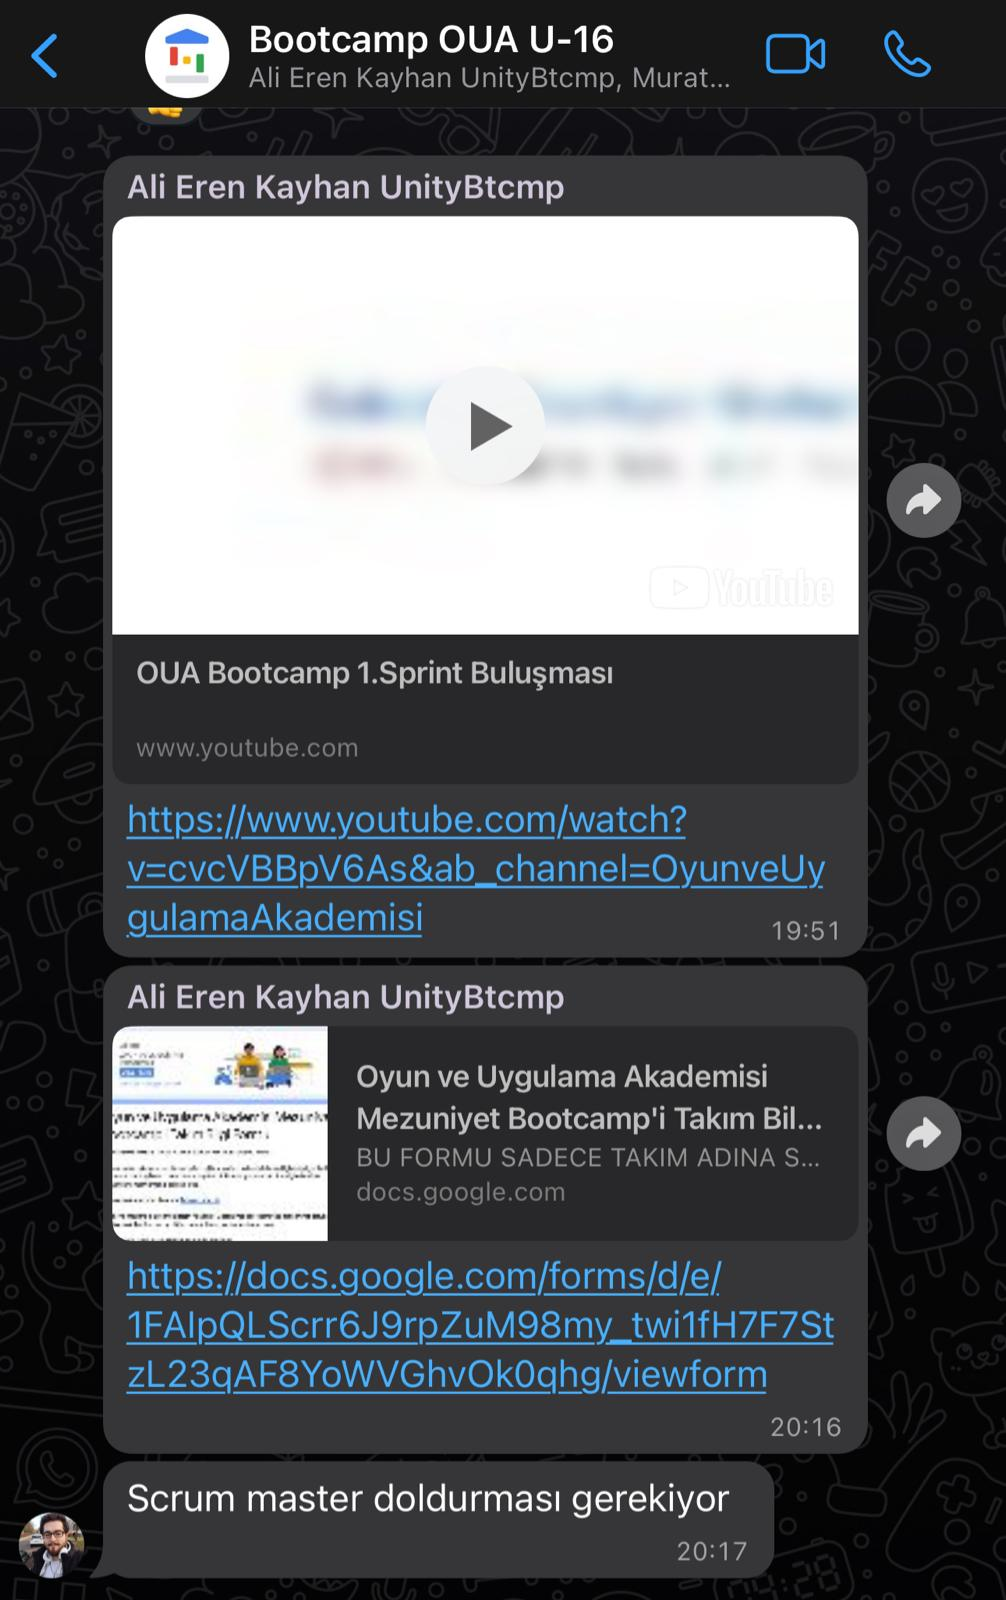 Bootcamp OUA U-16
Ali Eren Kayhan UnityBtcmp, Murat...
Ali Eren Kayhan UnityBtcmp
YouTube
OUA Bootcamp 1.Sprint Buluşması
www.youtube.com
https://www.youtube.com/watch?
v=cvcVBBpV6As&ab_channel=OyunveUy
gulamaAkademisi
19:51
Ali Eren Kayhan UnityBtcmp
Oyun ve Uygulama Akademisi
Mezuniyet Bootcamp'i Takım Bil...
BU FORMU SADECE TAKIM ADINA S...
docs.google.com
https://docs.google.com/forms/d/e/
1FAIpQLScrr6J9rpZuM98my_twi1fH7F7St
zL23qAF8YoWVGhvOk0qhg/viewform
20:16
Scrum master doldurması gerekiyor
20:17